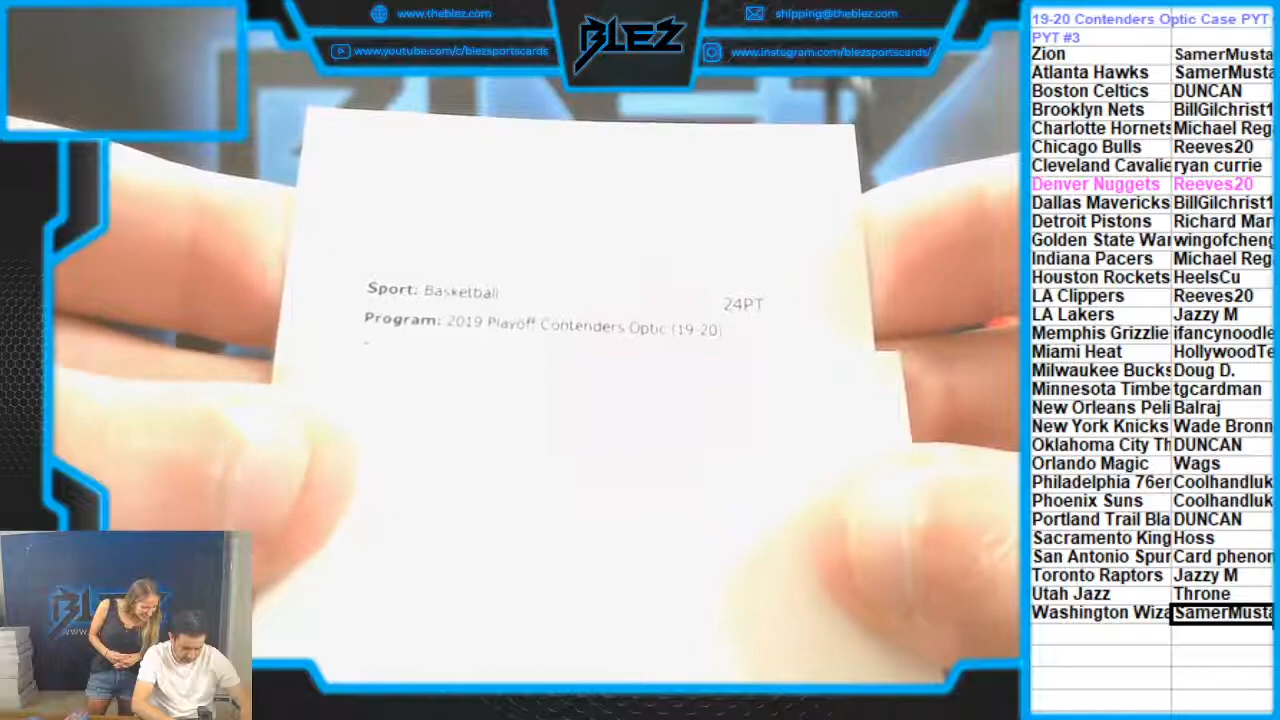 www.theblez.com
shipping@theblez.com
www.youtube.com/c/blezsportscards
BLEZ
www.instagram.com/blezsportscards/
Sport: Basketball
24PT
Program: 2019 Playoff Contenders Optic (19-20)
-
19-20 Contenders Optic Case PYT
PYT #3
Zion SamerMusta
Atlanta Hawks SamerMusta
Boston Celtics DUNCAN
Brooklyn Nets BillGilchrist1
Charlotte Hornets Michael Reg
Chicago Bulls Reeves20
Cleveland Cavalie ryan currie
Denver Nuggets Reeves20
Dallas Mavericks BillGilchrist1
Detroit Pistons Richard Mar
Golden State War wingofcheng
Indiana Pacers Michael Reg
Houston Rockets HeelsCu
LA Clippers Reeves20
LA Lakers Jazzy M
Memphis Grizzlie ifancynoodle
Miami Heat HollywoodTe
Milwaukee Bucks Doug D.
Minnesota Timbe tgcardman
New Orleans Peli Balraj
New York Knicks Wade Bronn
Oklahoma City Th DUNCAN
Orlando Magic Wags
Philadelphia 76er Coolhandluk
Phoenix Suns Coolhandluk
Portland Trail Bla DUNCAN
Sacramento King Hoss
San Antonio Spur Card phenom
Toronto Raptors Jazzy M
Utah Jazz Throne
Washington Wiza SamerMusta
BLEZ